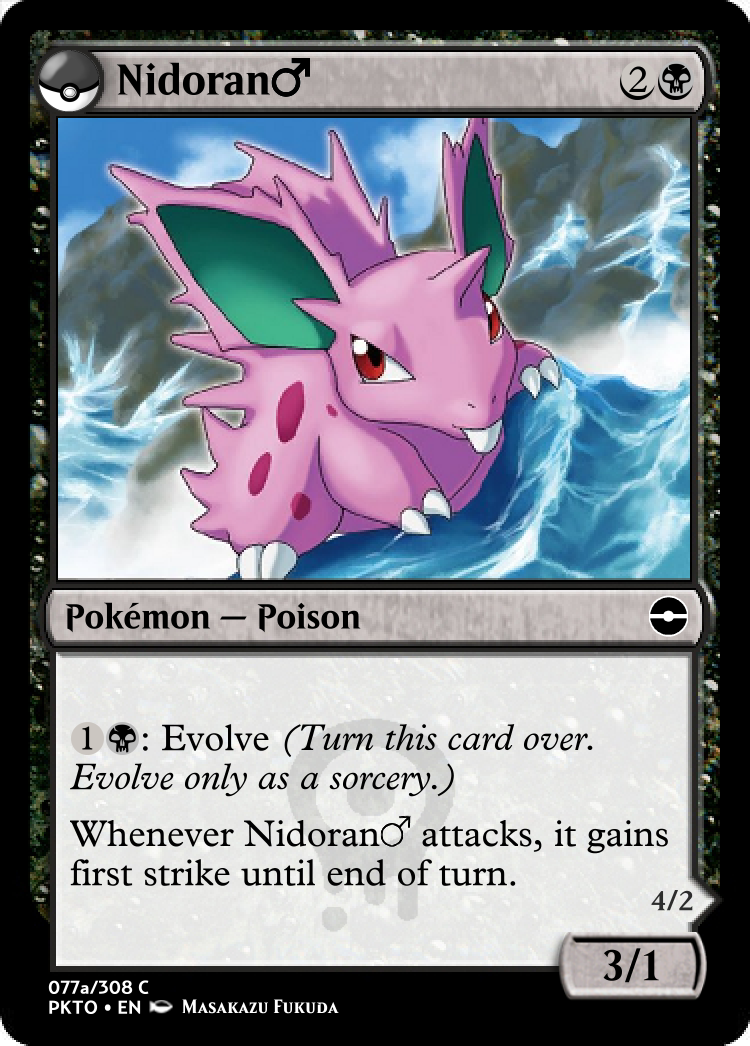 Nidoran♂ 2
Pokémon — Poison
1: Evolve (Turn this card over.
Evolve only as a sorcery.)
Whenever Nidoran♂ attacks, it gains
first strike until end of turn.
4/2
3/1
077a/308 C
PKTO • EN Masakazu Fukuda